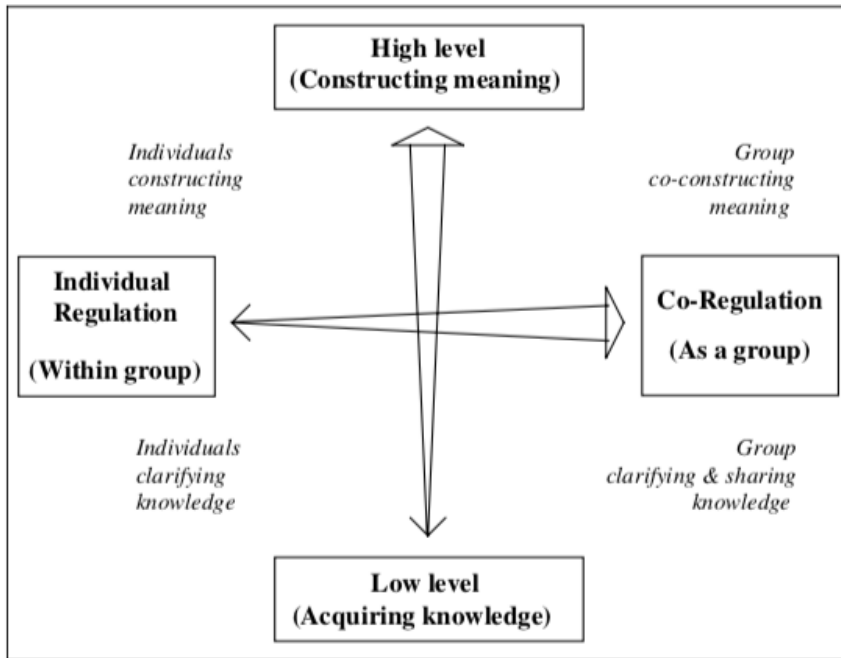 High level
(Constructing meaning)
Individuals
constructing
meaning
Group
co-constructing
meaning
Individual
Regulation
(Within group)
Co-Regulation
(As a group)
Individuals
clarifying
knowledge
Group
clarifying & sharing
knowledge
Low level
(Acquiring knowledge)